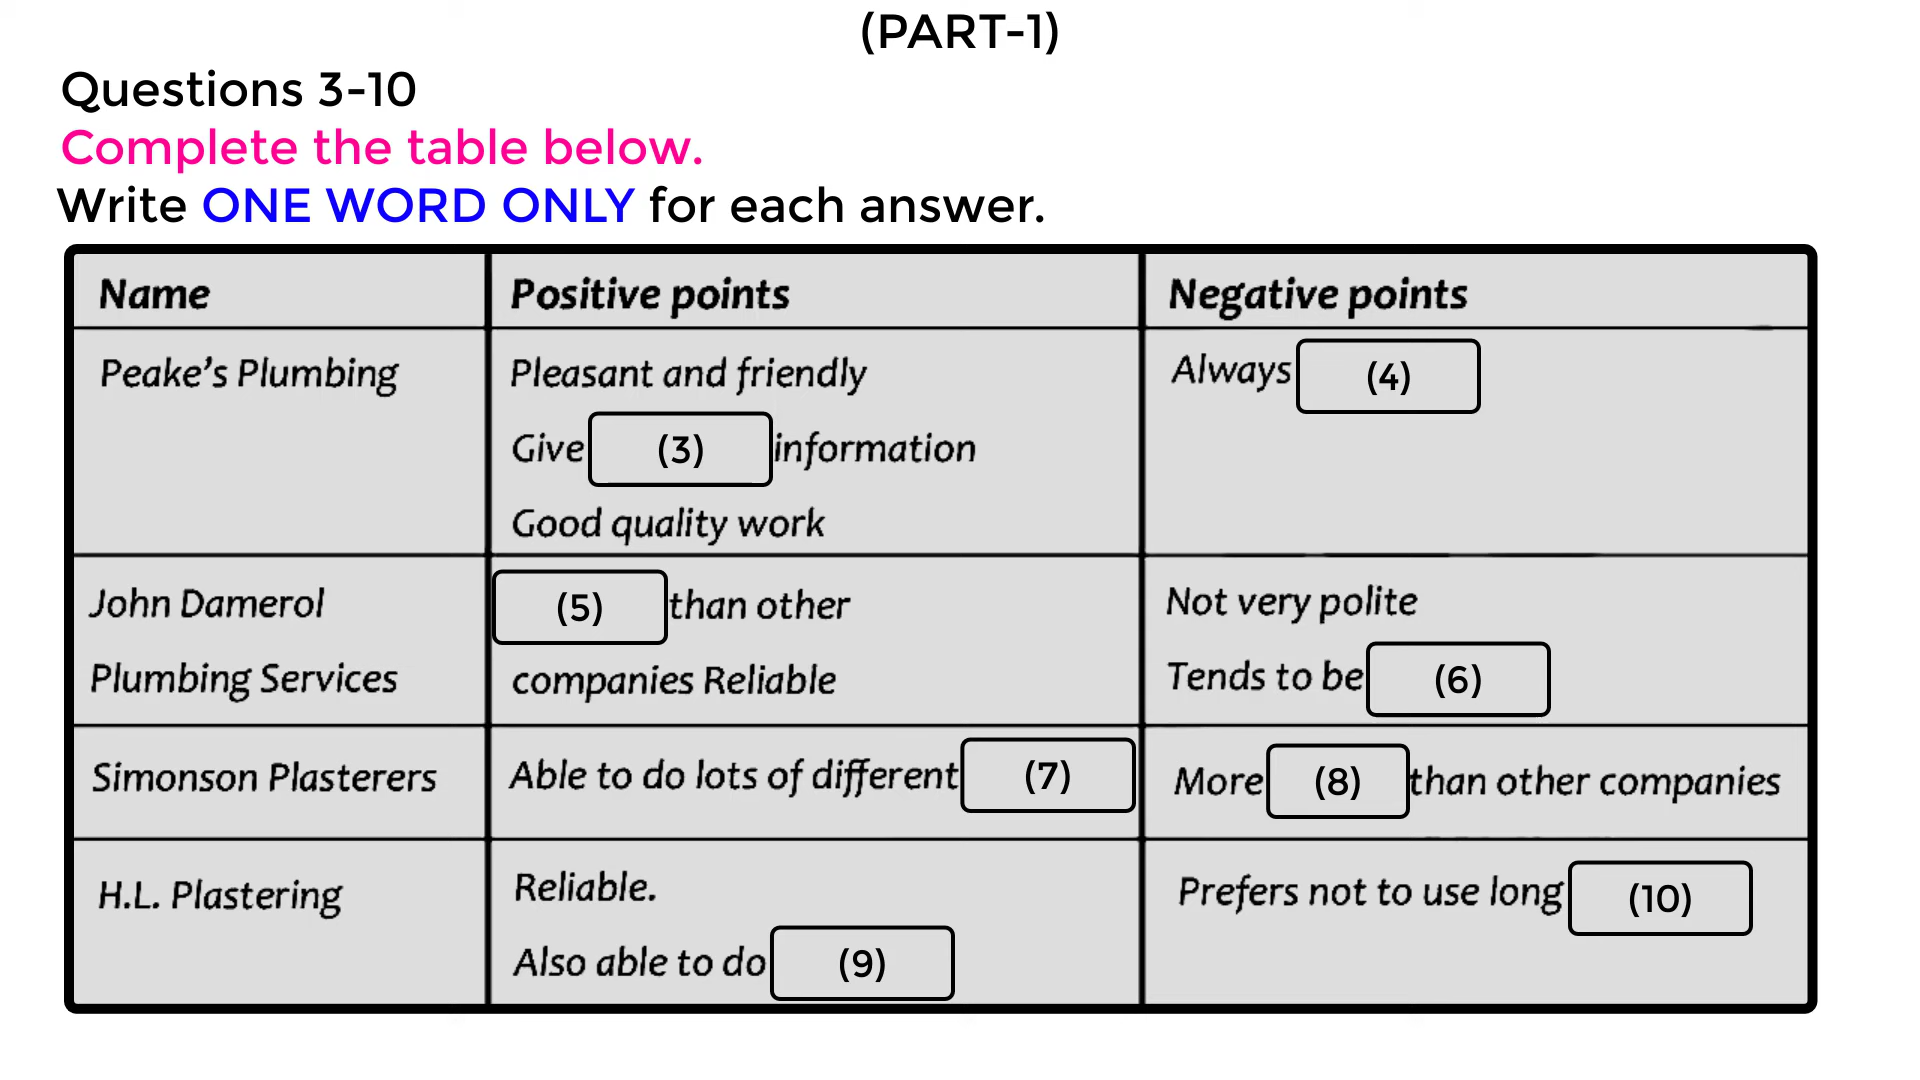 (PART-1)
Questions 3-10
Complete the table below.
Write ONE WORD ONLY for each answer.
Name
Positive points
Negative points
Peake's Plumbing
Pleasant and friendly
Give (3) information
Good quality work
Always (4)
John Damerol
Plumbing Services
(5) than other
companies Reliable
Not very polite
Tends to be (6)
Simonson Plasterers
Able to do lots of different (7)
More (8) than other companies
H.L. Plastering
Reliable.
Also able to do (9)
Prefers not to use long (10)